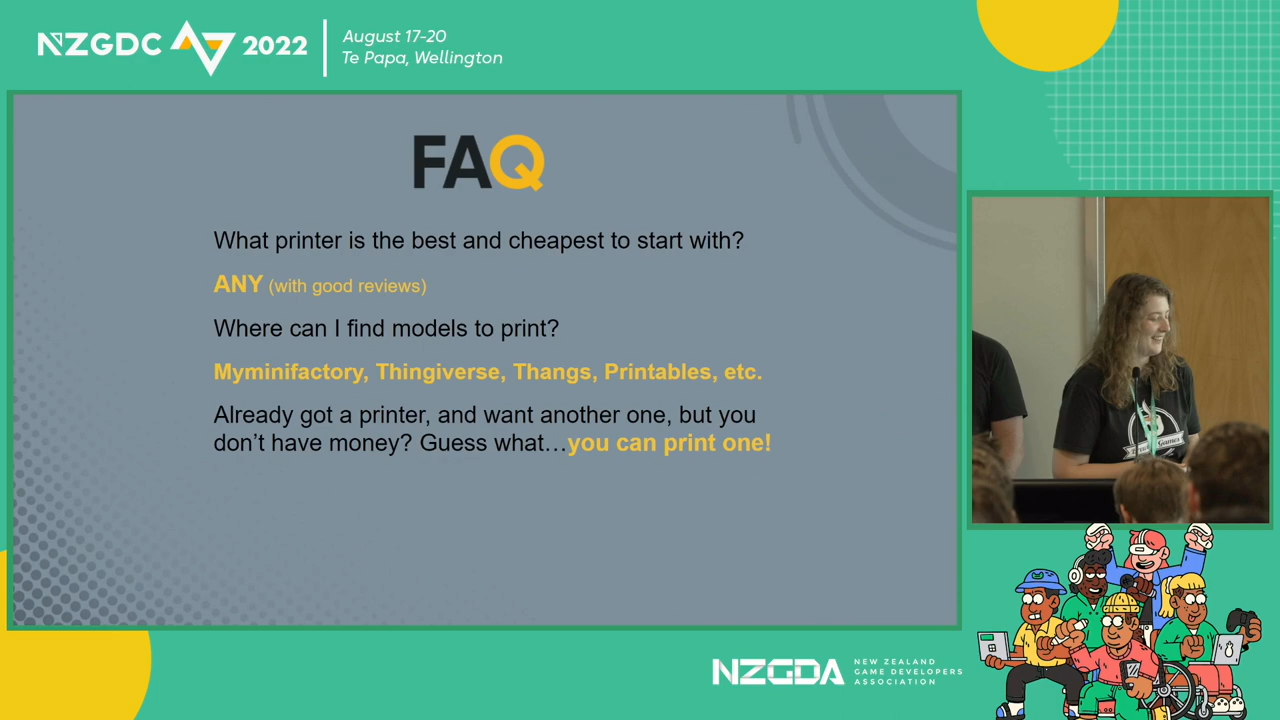 NZGDC 2022
August 17-20
Te Papa, Wellington
FAQ
What printer is the best and cheapest to start with?
ANY (with good reviews)
Where can I find models to print?
Myminifactory, Thingiverse, Thangs, Printables, etc.
Already got a printer, and want another one, but you
don't have money? Guess what…you can print one!
NZGDA
NEW ZEALAND
GAME DEVELOPERS
ASSOCIATION